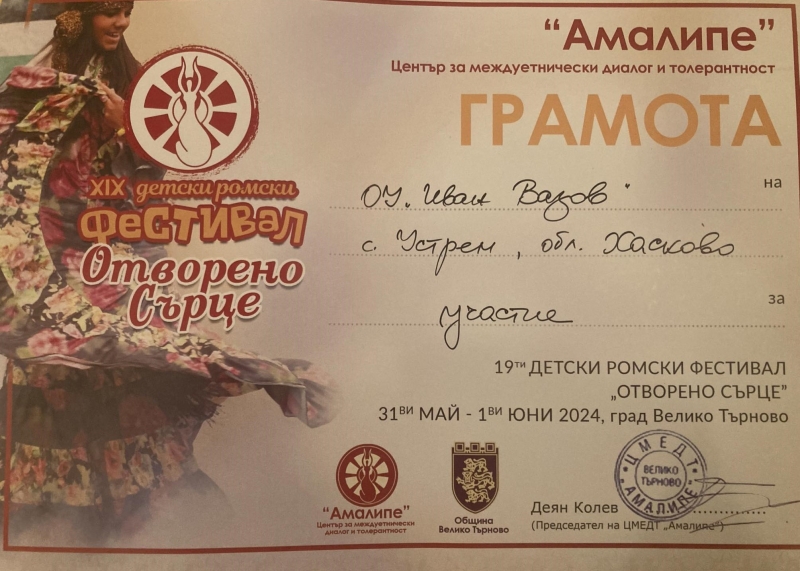 “Амалипе”
Център за междуетнически диалог и толерантност
ГРАМОТА
на
ОУ „Иван Вазов“
с. Устрем, обл. Хасково
за
участие
19ти ДЕТСКИ РОМСКИ ФЕСТИВАЛ
„ОТВОРЕНО СЪРЦЕ”
31ви МАЙ - 1ви ЮНИ 2024, град Велико Търново
XIX детски ромски
ФЕСТИВАЛ
Отворено
Сърце
“Амалипе”
Център за междуетнически
диалог и толерантност
Община
Велико Търново
Деян Колев
(Председател на ЦМЕДТ „Амалипе”)
ЦМЕДТ
ВЕЛИКО
ТЪРНОВО
АМАЛИПЕ